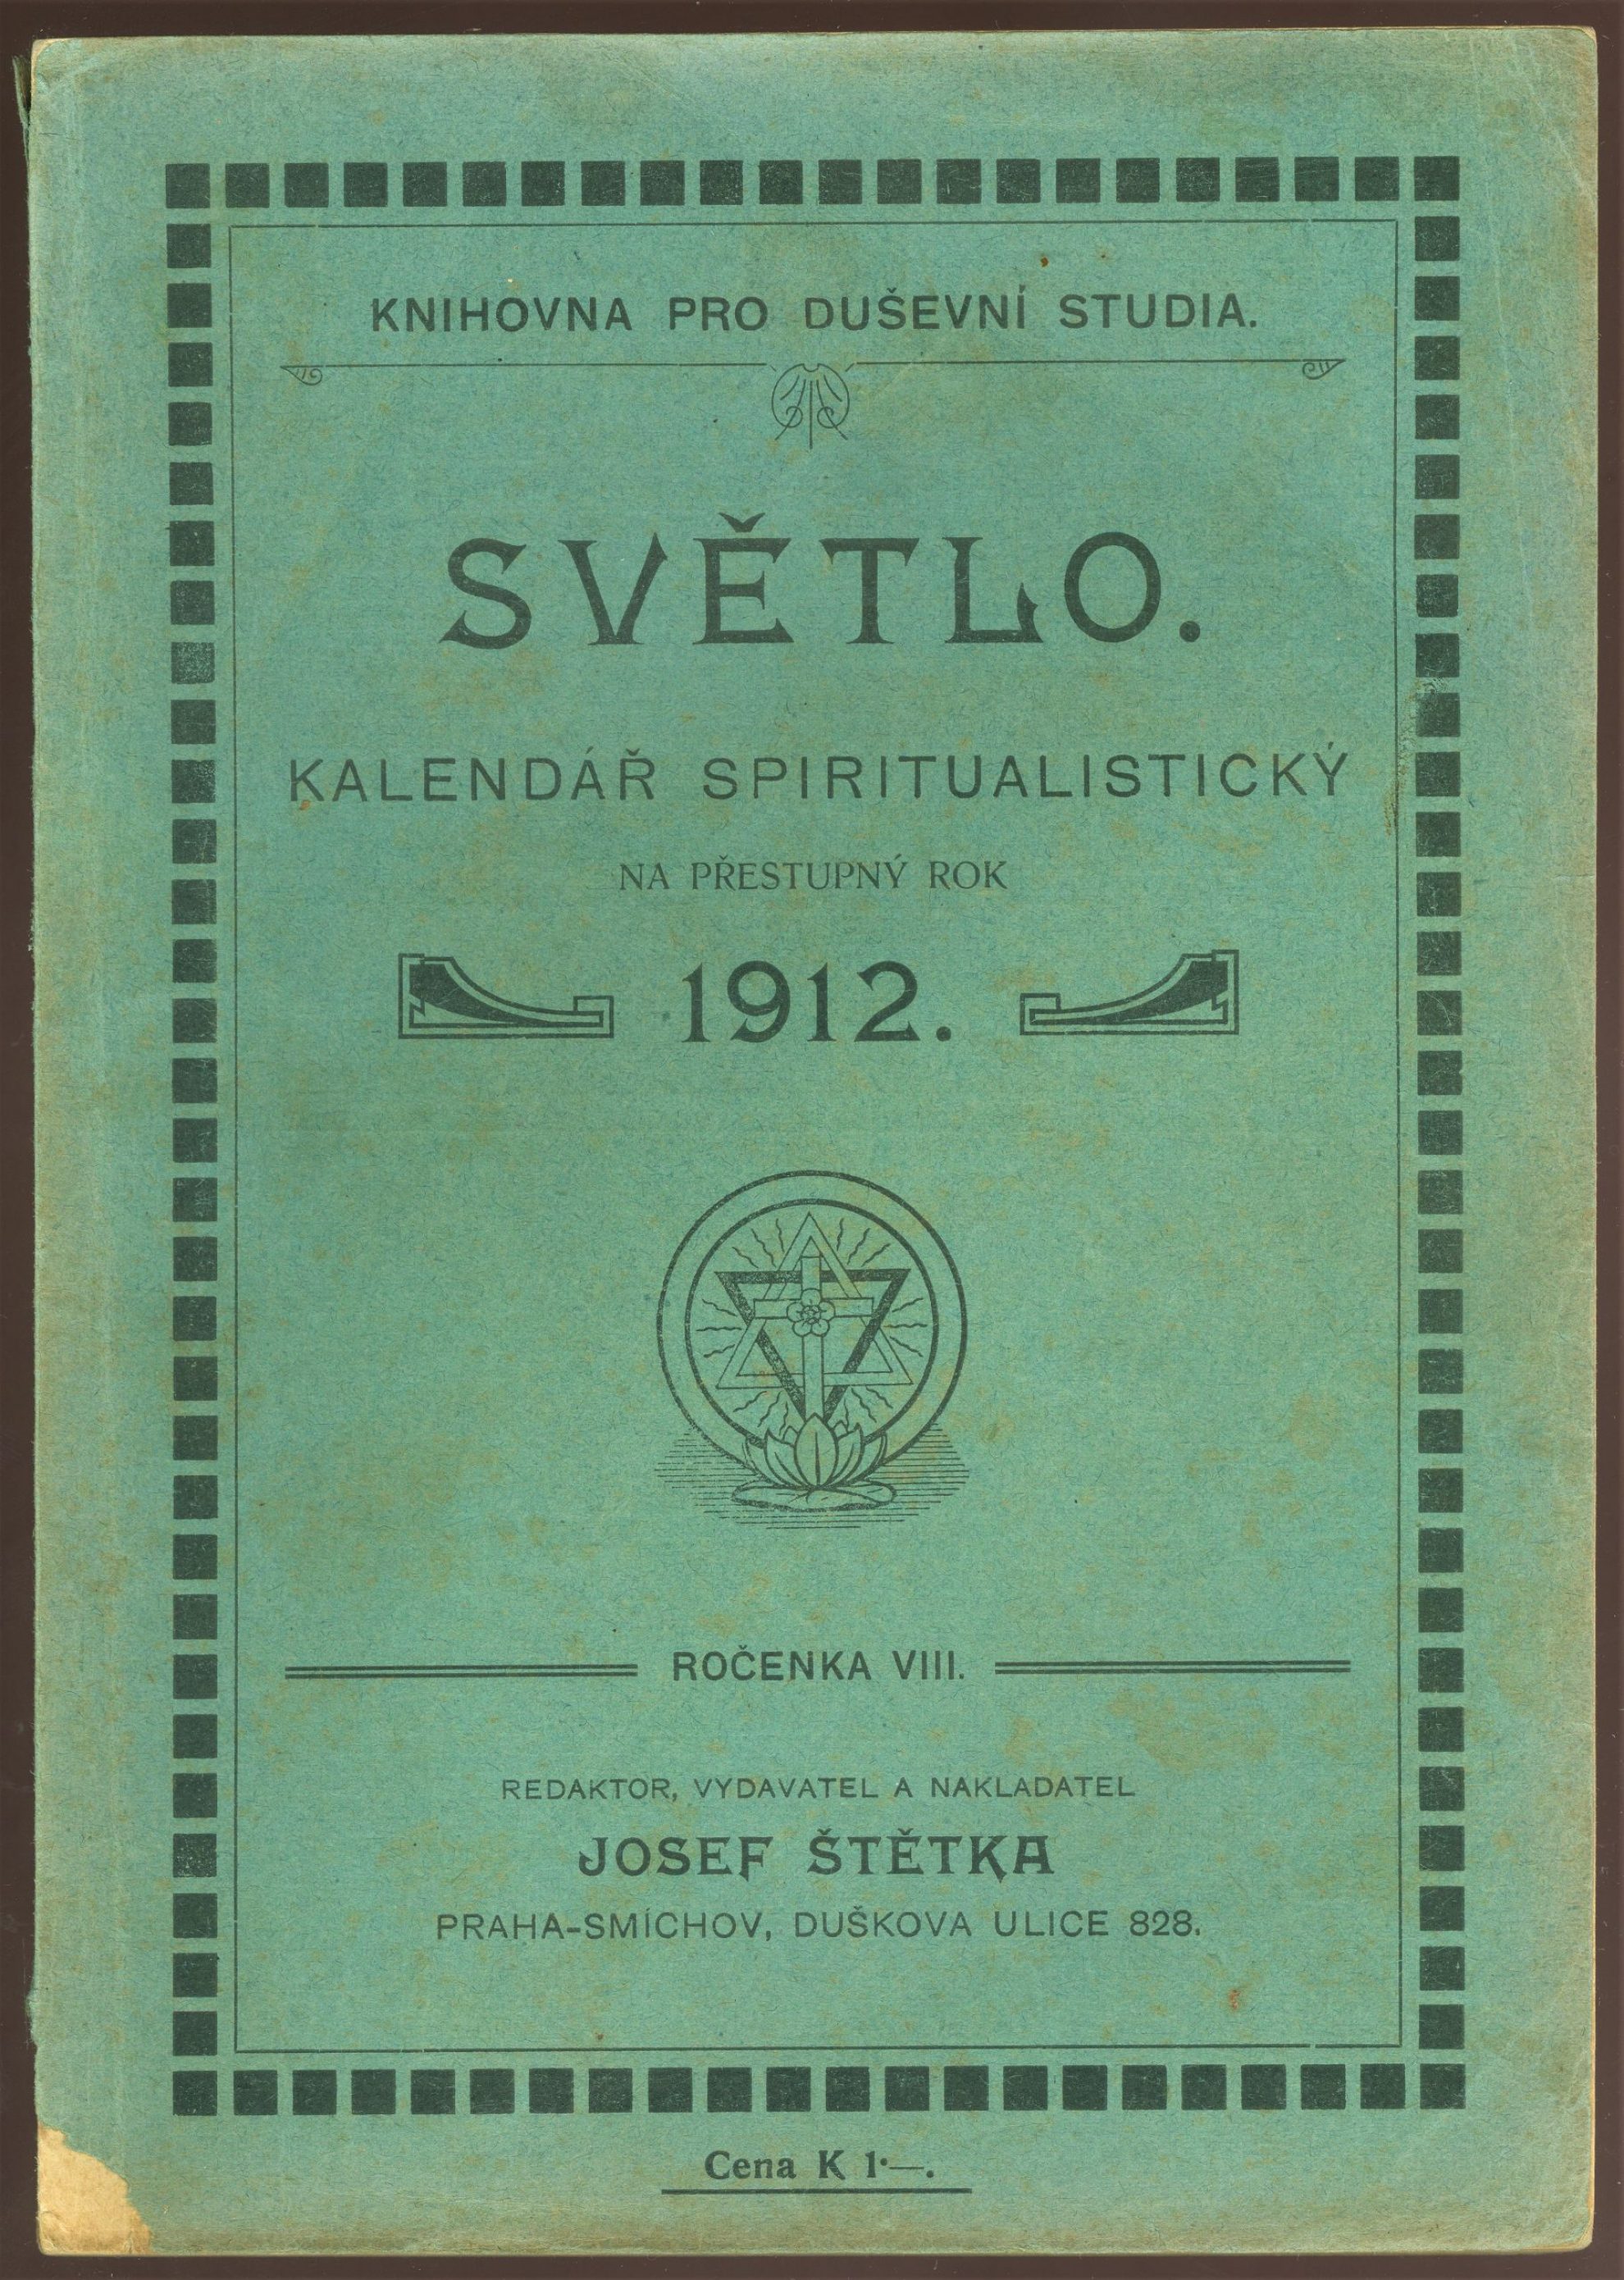 KNIHOVNA PRO DUŠEVNÍ STUDIA.
SVĚTLO.
KALENDÁŘ SPIRITUALISTICKÝ
NA PŘESTUPNÝ ROK
1912.
ROČENKA VIII.
REDAKTOR, VYDAVATEL A NAKLADATEL
JOSEF ŠTĚTKA
PRAHA-SMÍCHOV, DUŠKOVA ULICE 828.
Cena K 1·—.